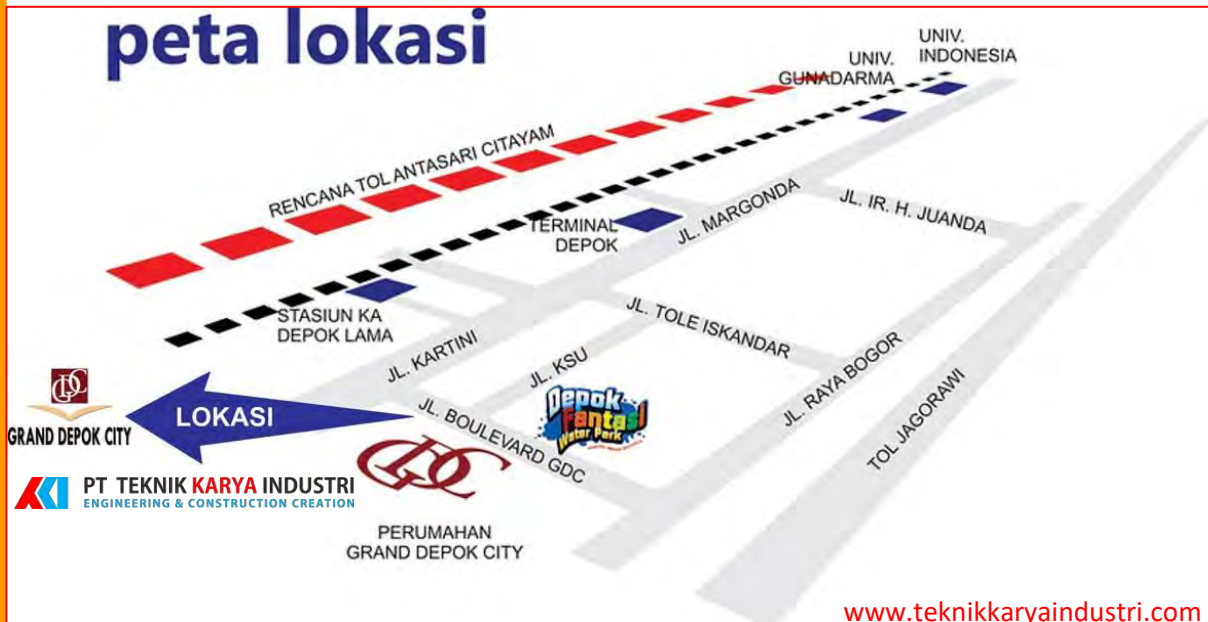 peta lokasi
UNIV.
INDONESIA
UNIV.
GUNADARMA
RENCANA TOL ANTASARI CITAYAM
TERMINAL
DEPOK
JL. MARGONDA
JL. IR. H. JUANDA
STASIUN KA
DEPOK LAMA
JL. TOLE ISKANDAR
JL. KARTINI
JL. KSU
JL. RAYA BOGOR
TOL JAGORAWI
GDC
GRAND DEPOK CITY
LOKASI
JL. BOULEVARD GDC
Depok
Fantasi
Water Park
PT TEKNIK KARYA INDUSTRI
ENGINEERING & CONSTRUCTION CREATION
GDC
PERUMAHAN
GRAND DEPOK CITY
www.teknikkaryaindustri.com